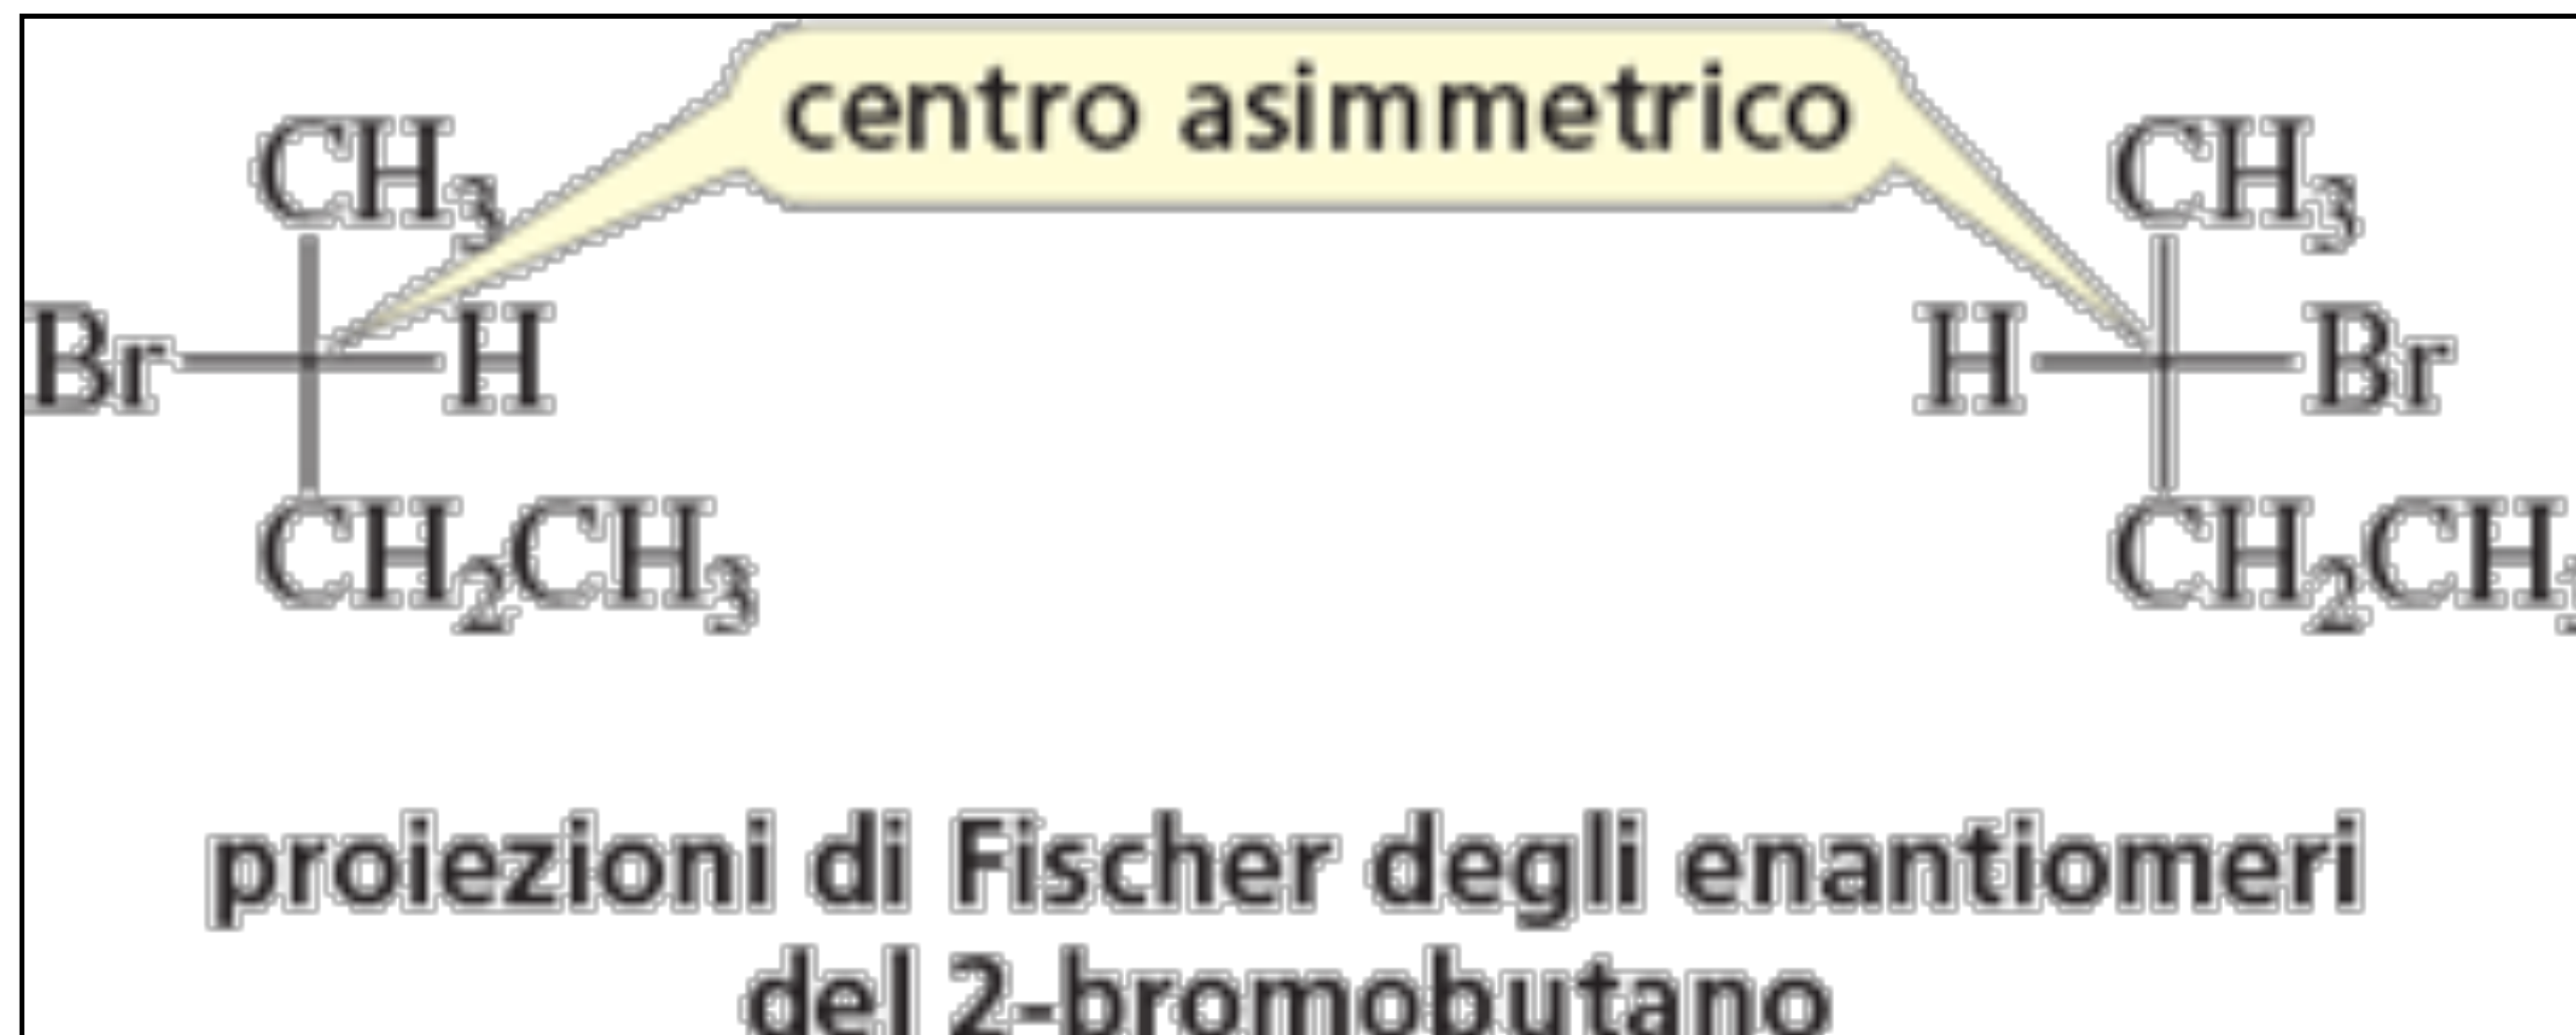 centro asimmetrico
CH3 CH3
Br H H Br
CH2CH3 CH2CH3
proiezioni di Fischer degli enantiomeri
del 2-bromobutano